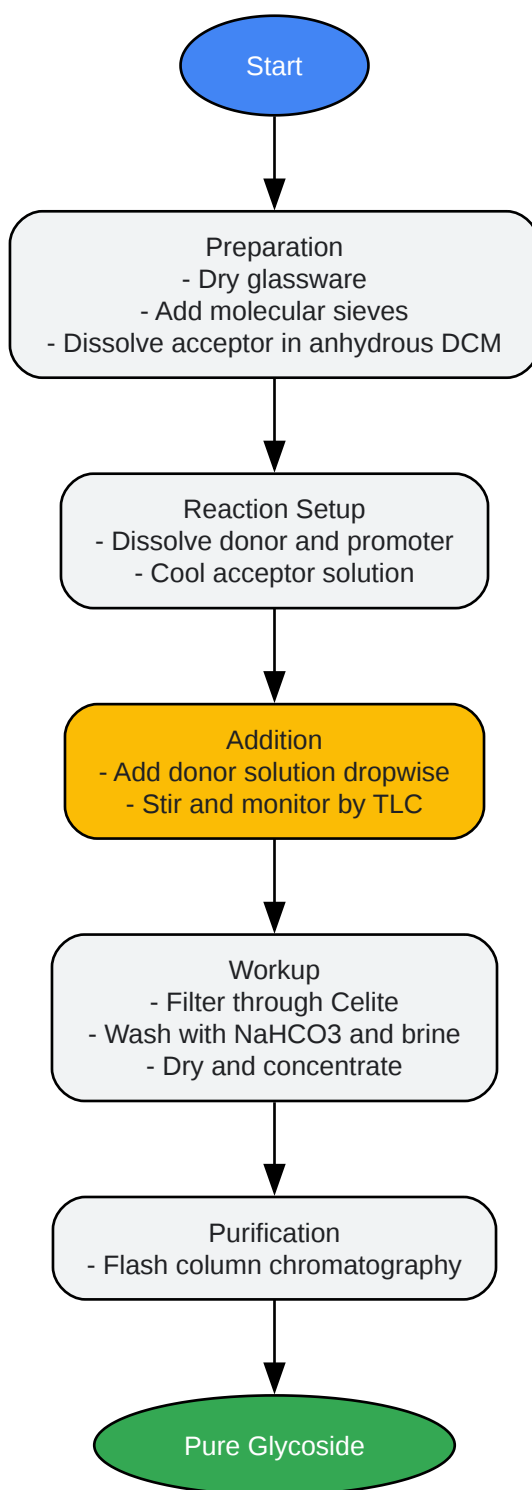 Start
Preparation
- Dry glassware
- Add molecular sieves
- Dissolve acceptor in anhydrous DCM
Reaction Setup
- Dissolve donor and promoter
- Cool acceptor solution
Addition
- Add donor solution dropwise
- Stir and monitor by TLC
Workup
- Filter through Celite
- Wash with NaHCO3 and brine
- Dry and concentrate
Purification
- Flash column chromatography
Pure Glycoside